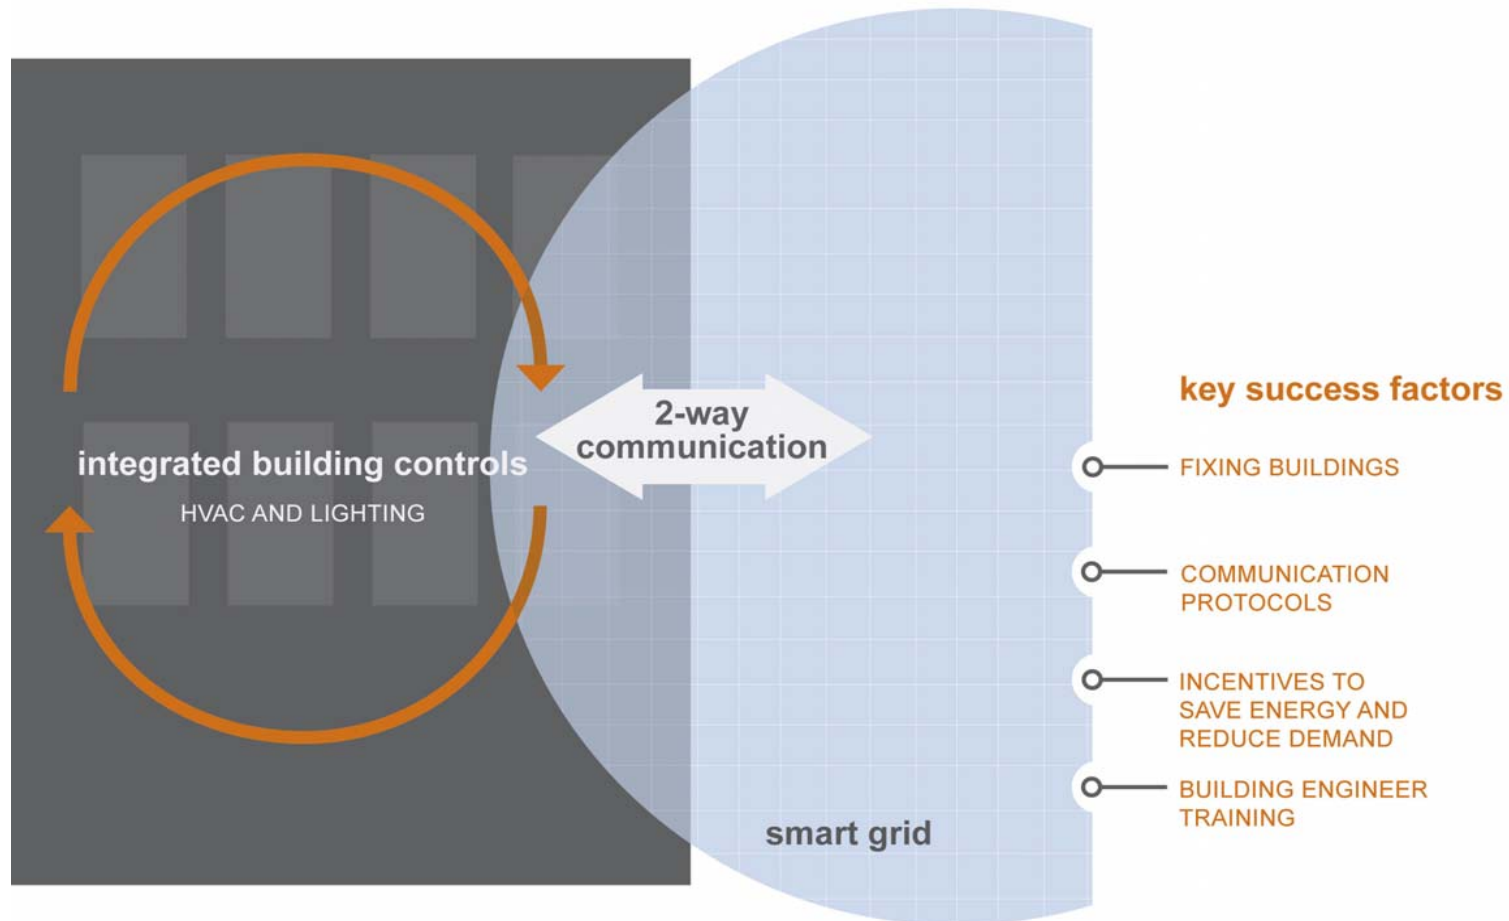 2-way
communication
integrated building controls
HVAC AND LIGHTING
smart grid
key success factors
FIXING BUILDINGS
COMMUNICATION
PROTOCOLS
INCENTIVES TO
SAVE ENERGY AND
REDUCE DEMAND
BUILDING ENGINEER
TRAINING